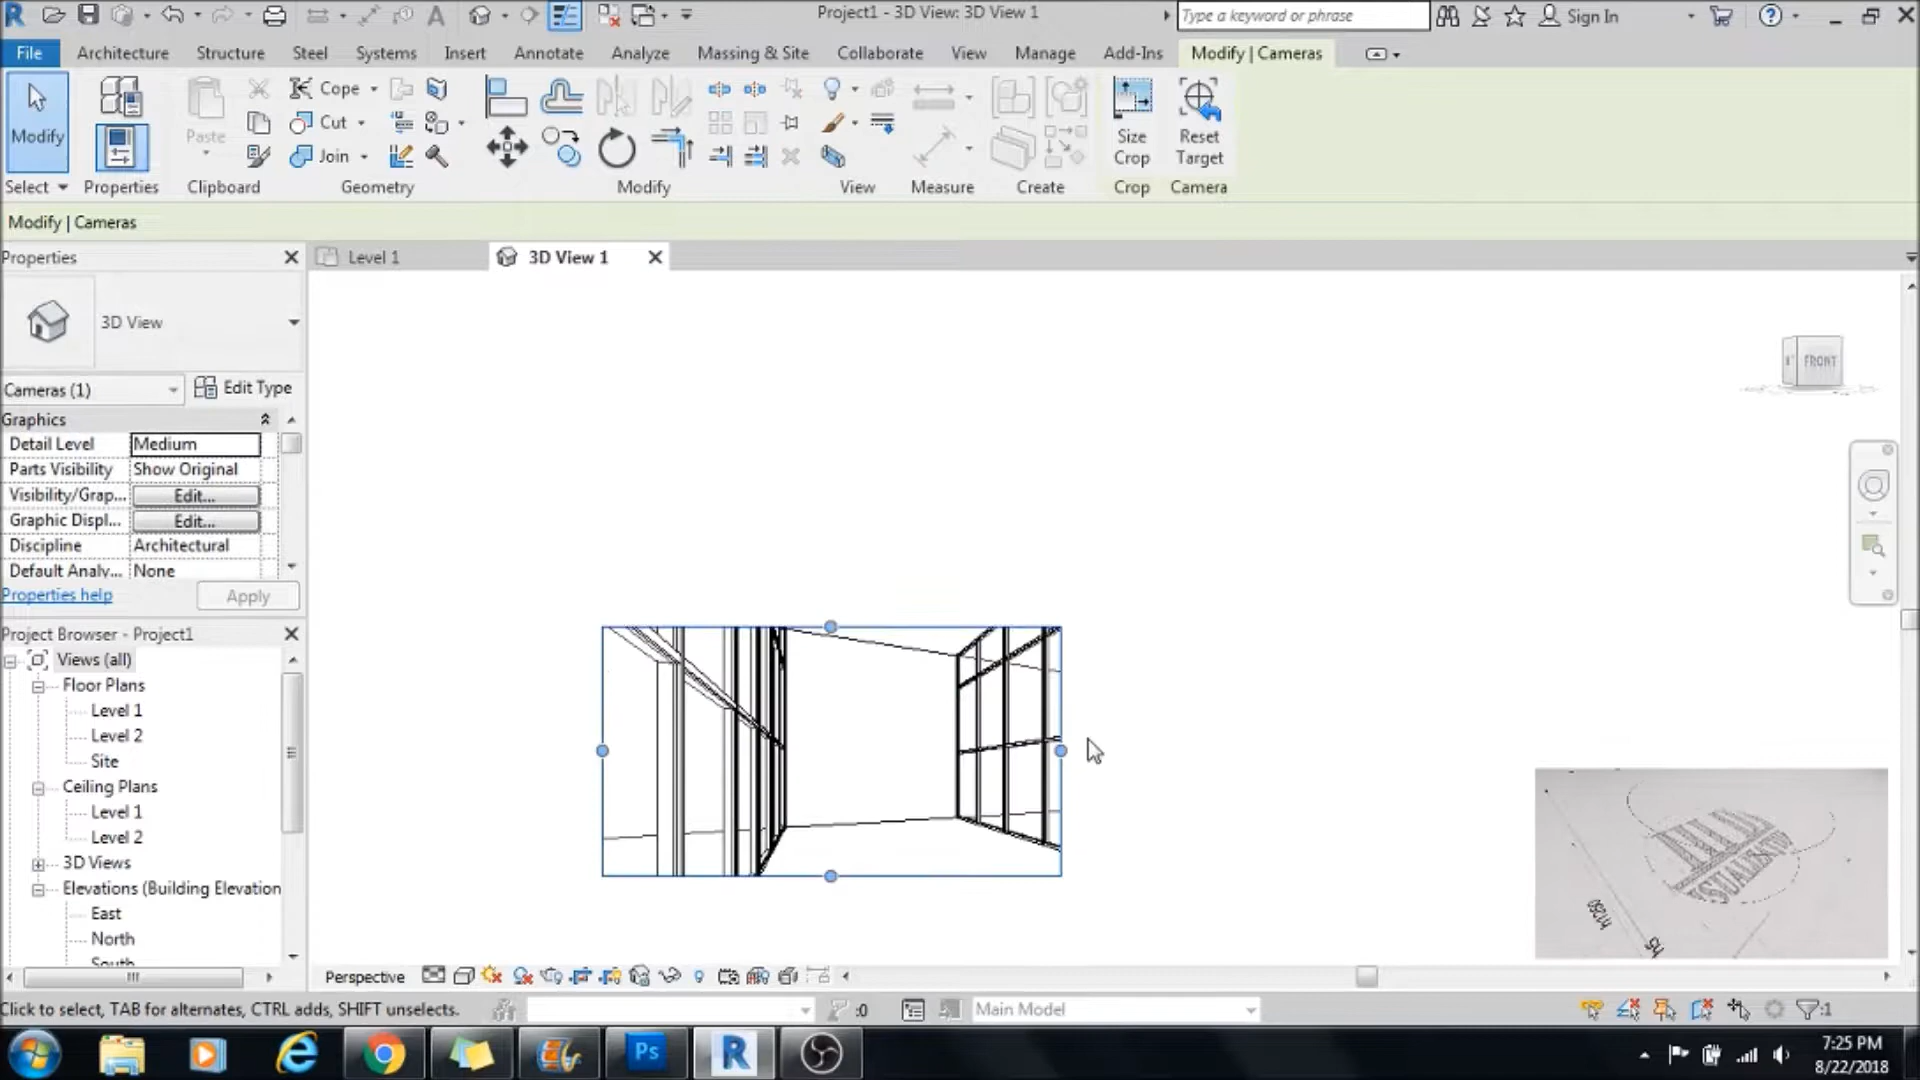 Project1 - 3D View: 3D View 1
Type a keyword or phrase
Sign In
File
Architecture
Structure
Steel
Systems
Insert
Annotate
Analyze
Massing & Site
Collaborate
View
Manage
Add-Ins
Modify | Cameras
Modify
Paste
Cope
Cut
Join
Size Crop
Reset Target
Select
Properties
Clipboard
Geometry
Modify
View
Measure
Create
Crop
Camera
Modify | Cameras
Properties
Level 1
3D View 1
3D View
Cameras (1)
Edit Type
Graphics
Detail Level
Medium
Parts Visibility
Show Original
Visibility/Grap...
Edit...
Graphic Displ...
Edit...
Discipline
Architectural
Default Analy...
None
Properties help
Apply
Project Browser - Project1
Views (all)
Floor Plans
Level 1
Level 2
Site
Ceiling Plans
Level 1
Level 2
3D Views
Elevations (Building Elevation
East
North
South
FRONT
Perspective
Click to select, TAB for alternates, CTRL adds, SHIFT unselects.
:0
Main Model
:1
Ps
R
7:25 PM
8/22/2018